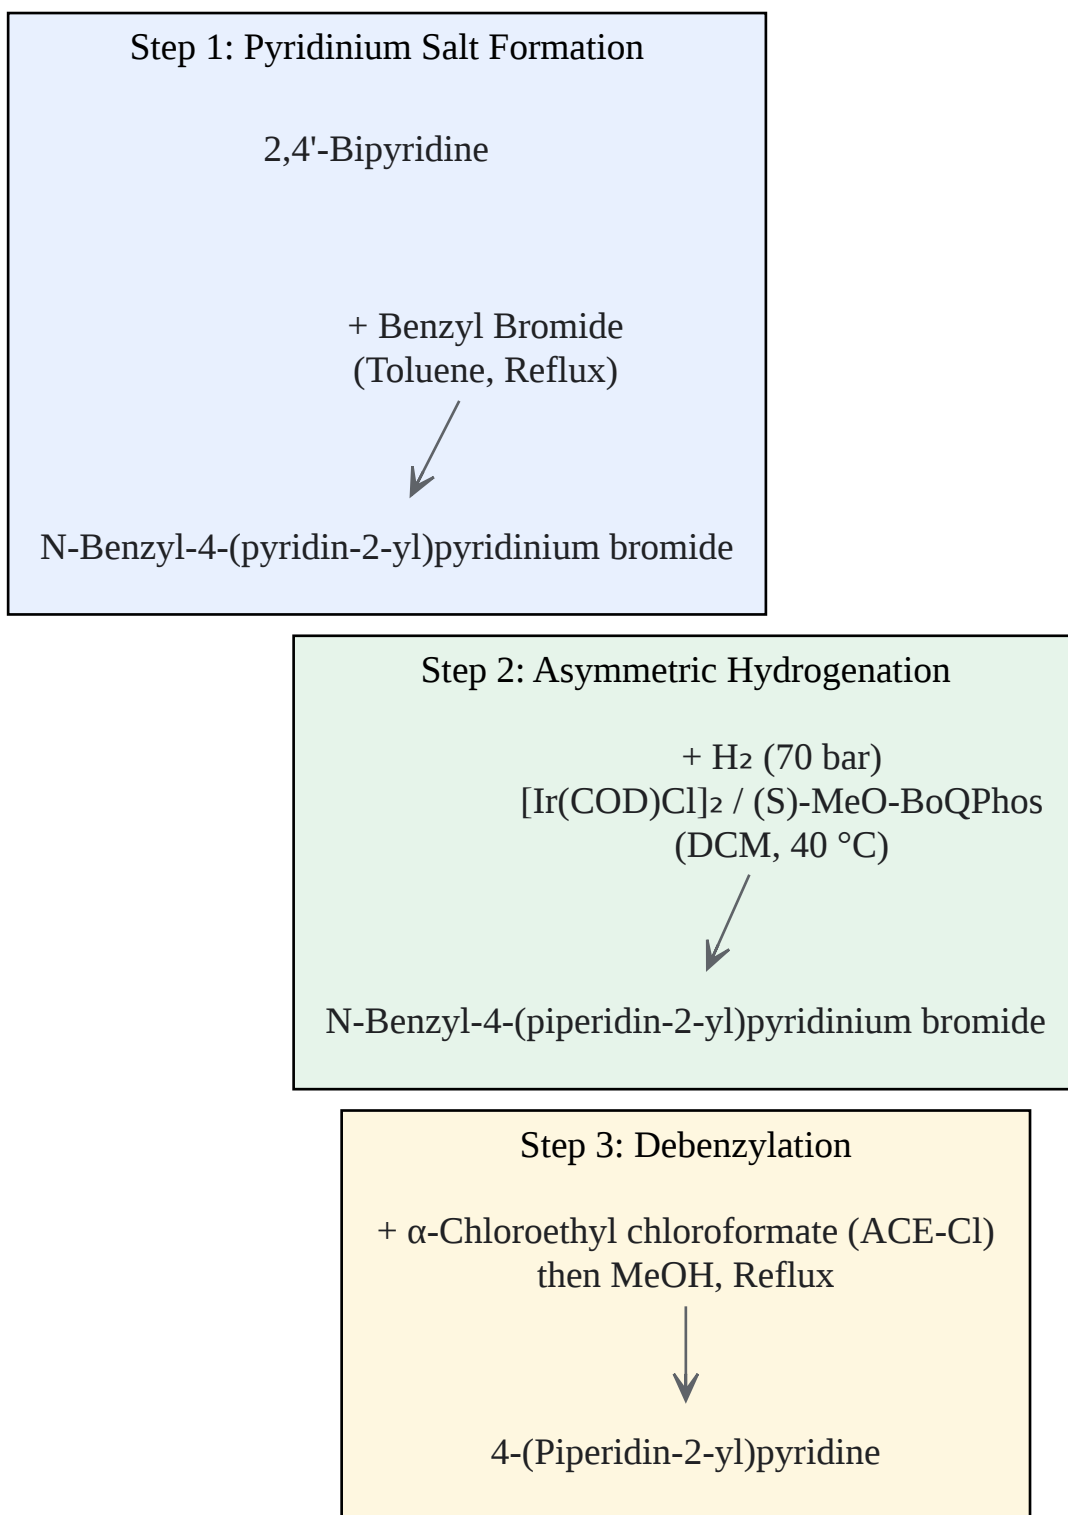 Step 1: Pyridinium Salt Formation
2,4'-Bipyridine
+ Benzyl Bromide
(Toluene, Reflux)
N-Benzyl-4-(pyridin-2-yl)pyridinium bromide
Step 2: Asymmetric Hydrogenation
+ H₂ (70 bar)
[Ir(COD)Cl]₂ / (S)-MeO-BoQPhos
(DCM, 40 °C)
N-Benzyl-4-(piperidin-2-yl)pyridinium bromide
Step 3: Debenzylation
+ α-Chloroethyl chloroformate (ACE-Cl)
then MeOH, Reflux
4-(Piperidin-2-yl)pyridine